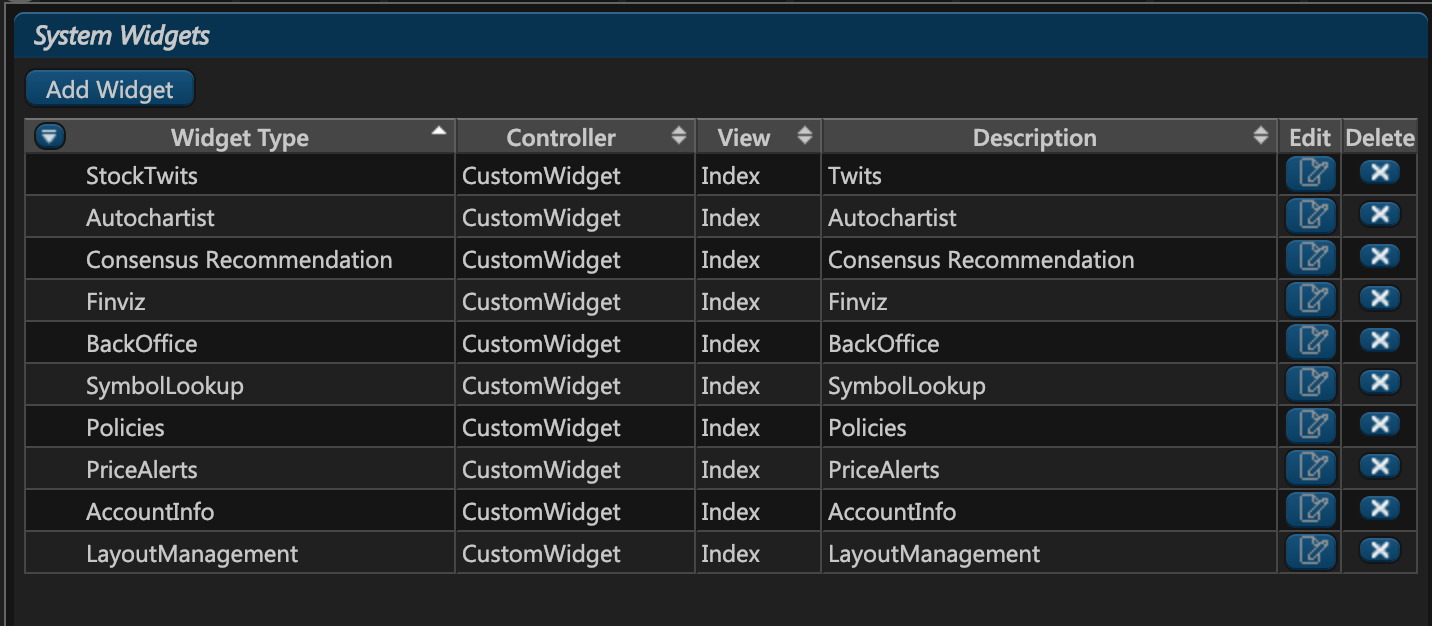 System Widgets
Add Widget
Widget Type Controller View Description Edit Delete
StockTwits CustomWidget Index Twits
Autochartist CustomWidget Index Autochartist
Consensus Recommendation CustomWidget Index Consensus Recommendation
Finviz CustomWidget Index Finviz
BackOffice CustomWidget Index BackOffice
SymbolLookup CustomWidget Index SymbolLookup
Policies CustomWidget Index Policies
PriceAlerts CustomWidget Index PriceAlerts
AccountInfo CustomWidget Index AccountInfo
LayoutManagement CustomWidget Index LayoutManagement